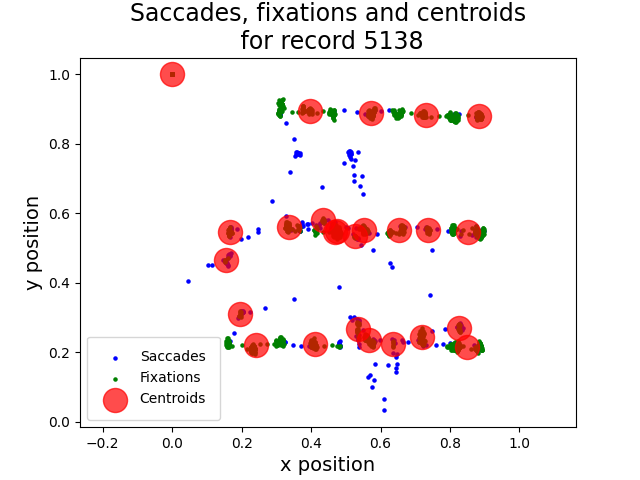 Saccades, fixations and centroids
for record 5138
y position
1.0
0.8
0.6
0.4
0.2
0.0
Saccades
Fixations
Centroids
−0.2 0.0 0.2 0.4 0.6 0.8 1.0
x position